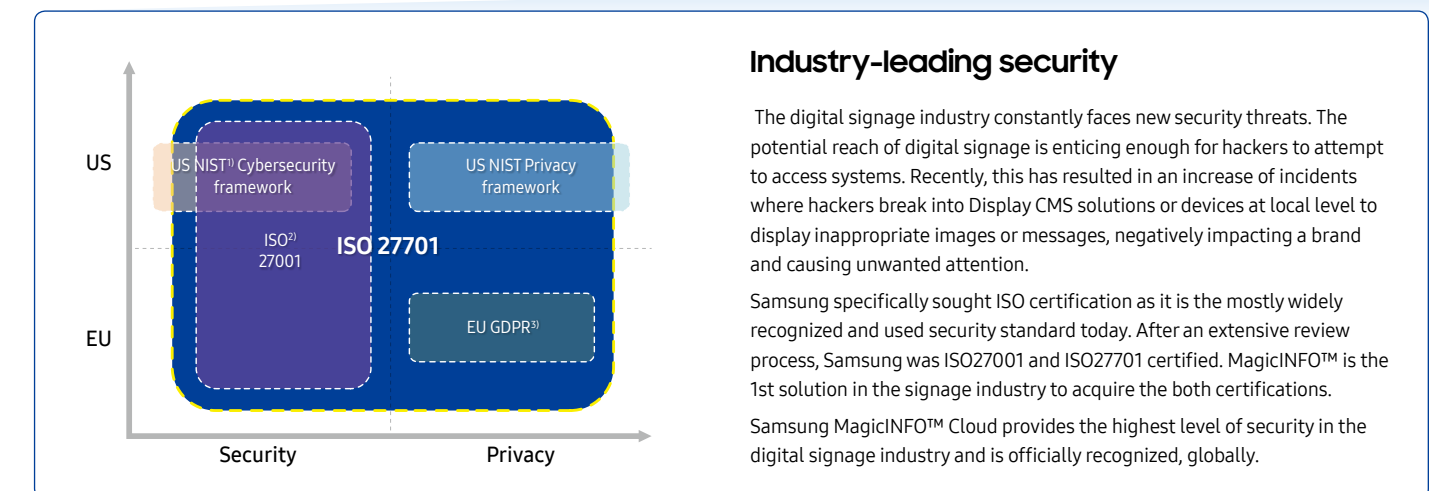 US
EU
Security
Privacy
US NIST¹⁾ Cybersecurity
framework
US NIST Privacy
framework
ISO²⁾
27001
ISO 27701
EU GDPR³⁾
Industry-leading security
The digital signage industry constantly faces new security threats. The
potential reach of digital signage is enticing enough for hackers to attempt
to access systems. Recently, this has resulted in an increase of incidents
where hackers break into Display CMS solutions or devices at local level to
display inappropriate images or messages, negatively impacting a brand
and causing unwanted attention.
Samsung specifically sought ISO certification as it is the mostly widely
recognized and used security standard today. After an extensive review
process, Samsung was ISO27001 and ISO27701 certified. MagicINFO™ is the
1st solution in the signage industry to acquire the both certifications.
Samsung MagicINFO™ Cloud provides the highest level of security in the
digital signage industry and is officially recognized, globally.